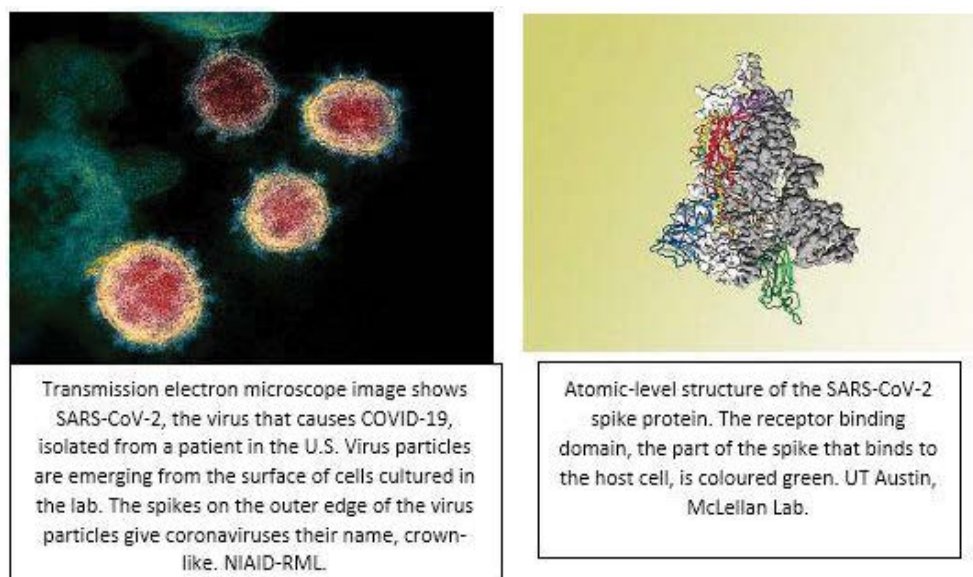 Transmission electron microscope image shows
SARS-CoV-2, the virus that causes COVID-19,
isolated from a patient in the U.S. Virus particles
are emerging from the surface of cells cultured in
the lab. The spikes on the outer edge of the virus
particles give coronaviruses their name, crown-
like. NIAID-RML.
Atomic-level structure of the SARS-CoV-2
spike protein. The receptor binding
domain, the part of the spike that binds to
the host cell, is coloured green. UT Austin,
McLellan Lab.